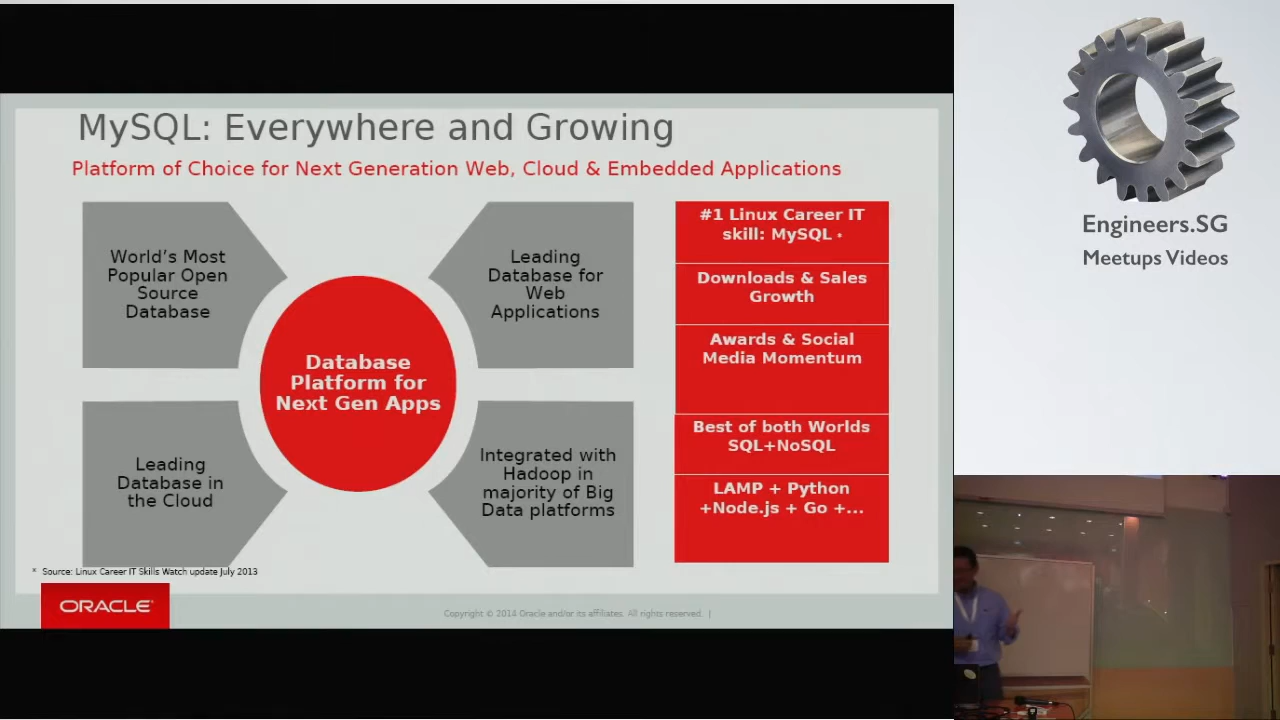 MySQL: Everywhere and Growing
Platform of Choice for Next Generation Web, Cloud & Embedded Applications
World’s Most
Popular Open
Source
Database
Leading
Database for
Web
Applications
Database
Platform for
Next Gen Apps
Leading
Database in
the Cloud
Integrated with
Hadoop in
majority of Big
Data platforms
#1 Linux Career IT
skill: MySQL *
Downloads & Sales
Growth
Awards & Social
Media Momentum
Best of both Worlds
SQL+NoSQL
LAMP + Python
+Node.js + Go +...
* Source: Linux Career IT Skills Watch update July 2013
ORACLE
Copyright © 2014 Oracle and/or its affiliates. All rights reserved. |
Engineers.SG
Meetups Videos